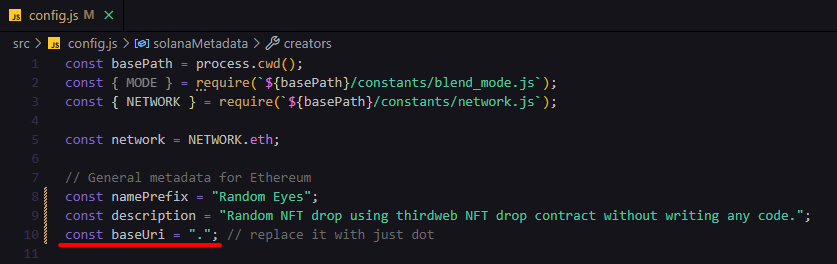 JS config.js M ×
src > JS config.js > solanaMetadata > creators
1 const basePath = process.cwd();
2 const { MODE } = require(`${basePath}/constants/blend_mode.js`);
3 const { NETWORK } = require(`${basePath}/constants/network.js`);
4
5 const network = NETWORK.eth;
6
7 // General metadata for Ethereum
8 const namePrefix = "Random Eyes";
9 const description = "Random NFT drop using thirdweb NFT drop contract without writing any code.";
10 const baseUri = "."; // replace it with just dot
11